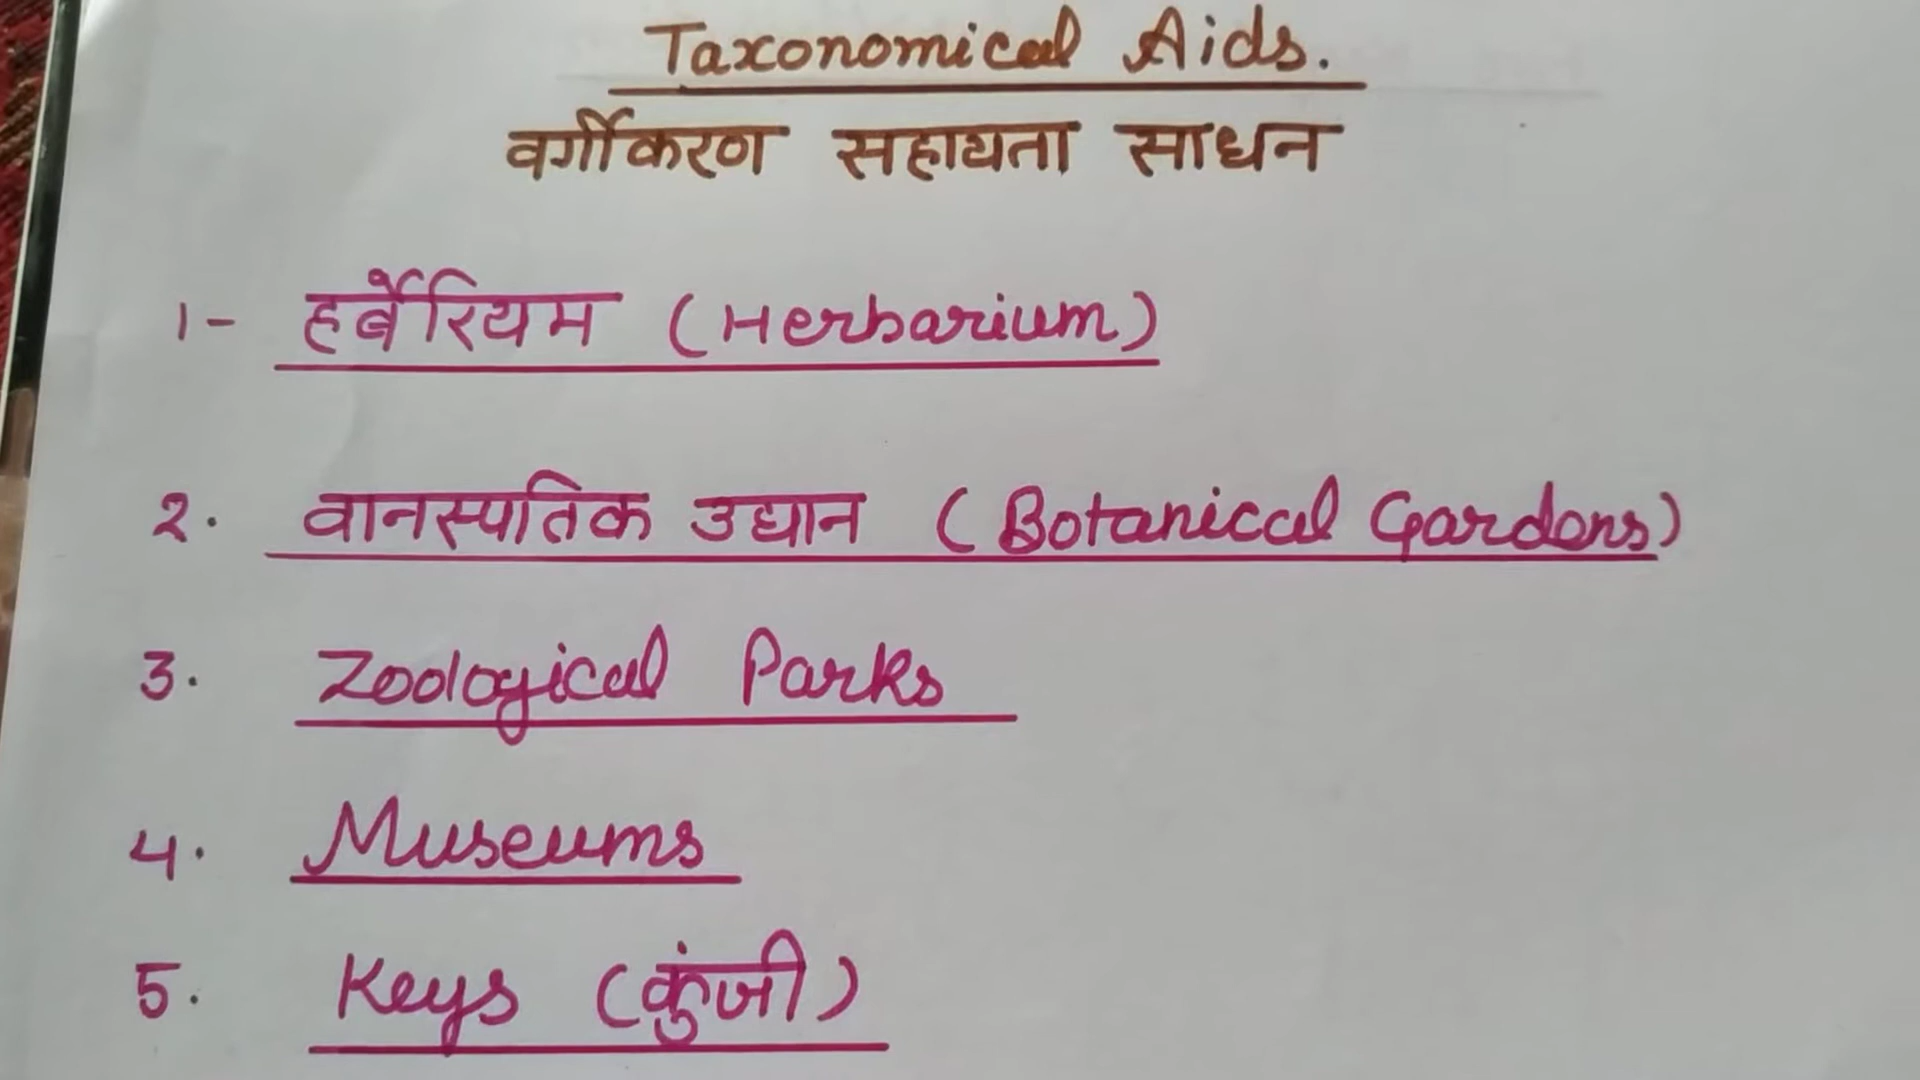 Taxonomical Aids.
वर्गीकरण सहायता साधन
1- हर्बेरियम (Herbarium)
2. वानस्पतिक उद्यान (Botanical Gardens)
3. Zoological Parks
4. Museums
5. Keys (कुंजी)